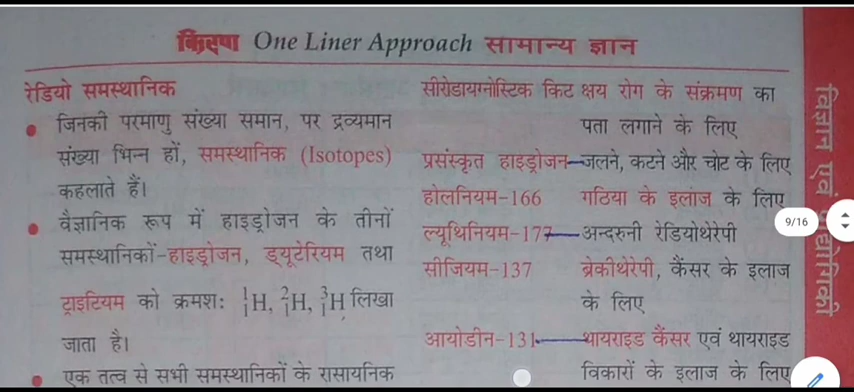 किरण One Liner Approach सामान्य ज्ञान
रेडियो समस्थानिक
जिनकी परमाणु संख्या समान, पर द्रव्यमान
संख्या भिन्न हों, समस्थानिक (Isotopes)
कहलाते हैं।
वैज्ञानिक रूप में हाइड्रोजन के तीनों
समस्थानिकों-हाइड्रोजन, ड्यूटेरियम तथा
ट्राइटियम को क्रमशः ¹₁H, ²₁H, ³₁H लिखा
जाता है।
एक तत्व से सभी समस्थानिकों के रासायनिक
सीरोडायग्नोस्टिक किट क्षय रोग के संक्रमण का
पता लगाने के लिए
प्रसंस्कृत हाइड्रोजन जलने, कटने और चोट के लिए
होलनियम-166 गठिया के इलाज के लिए
ल्यूथिनियम-177 अन्दरुनी रेडियोथेरेपी
सीजियम-137 ब्रेकीथेरेपी, कैंसर के इलाज
के लिए
आयोडीन-131 थायराइड कैंसर एवं थायराइड
विकारों के इलाज के लिए
विज्ञान एवं प्रौद्योगिकी
9/16